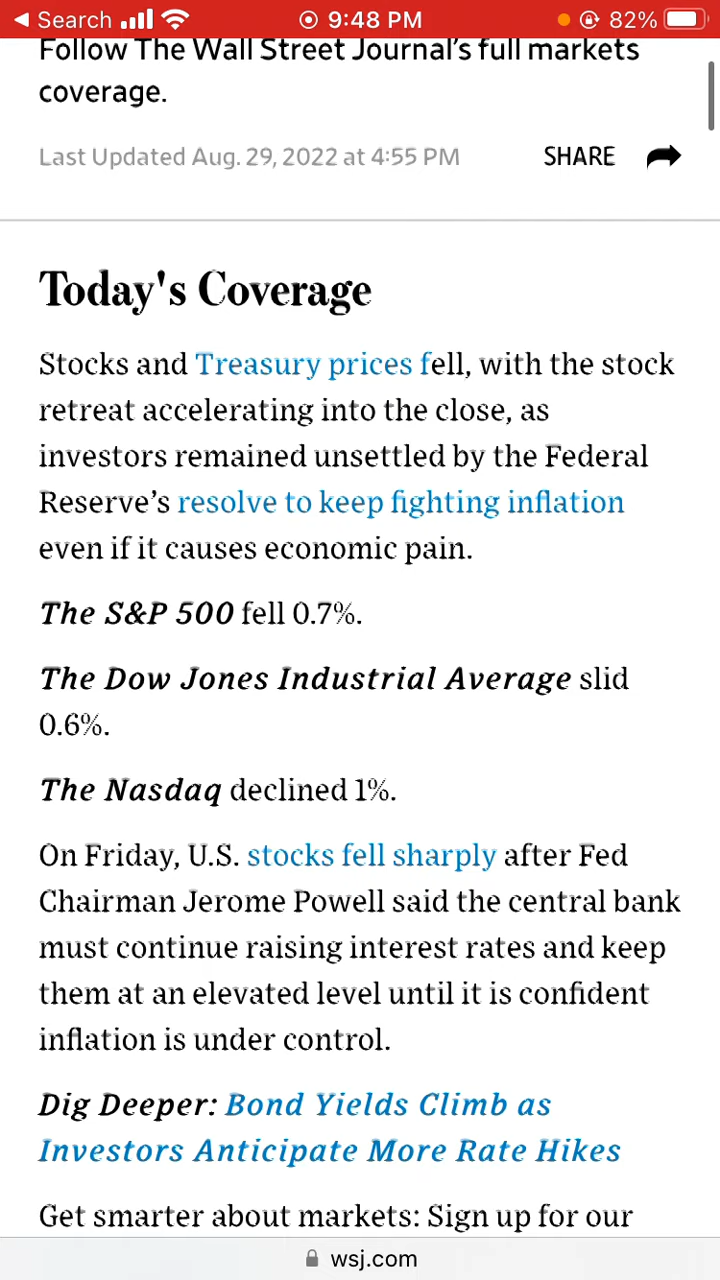 Search 9:48 PM 82%
Follow The Wall Street Journal’s full markets
coverage.
Last Updated Aug. 29, 2022 at 4:55 PM SHARE
Today's Coverage
Stocks and Treasury prices fell, with the stock
retreat accelerating into the close, as
investors remained unsettled by the Federal
Reserve’s resolve to keep fighting inflation
even if it causes economic pain.
The S&P 500 fell 0.7%.
The Dow Jones Industrial Average slid
0.6%.
The Nasdaq declined 1%.
On Friday, U.S. stocks fell sharply after Fed
Chairman Jerome Powell said the central bank
must continue raising interest rates and keep
them at an elevated level until it is confident
inflation is under control.
Dig Deeper: Bond Yields Climb as
Investors Anticipate More Rate Hikes
Get smarter about markets: Sign up for our
wsj.com